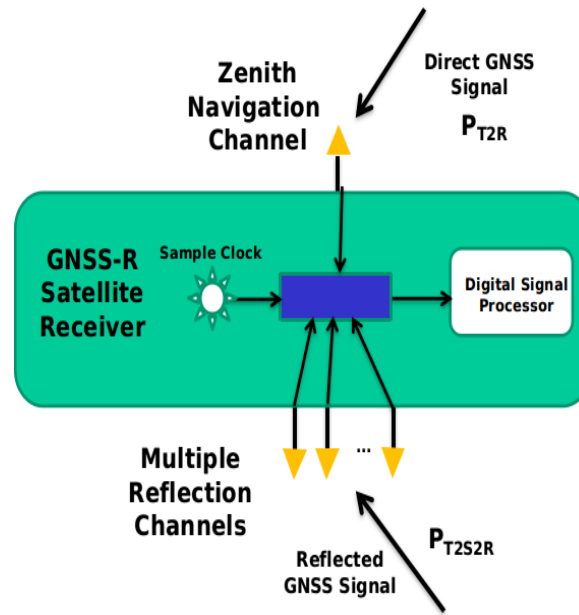 Zenith
Navigation
Channel
Direct GNSS
Signal
P_T2R
GNSS-R
Satellite
Receiver
Sample Clock
Digital Signal
Processor
...
Multiple
Reflection
Channels
P_T2S2R
Reflected
GNSS Signal